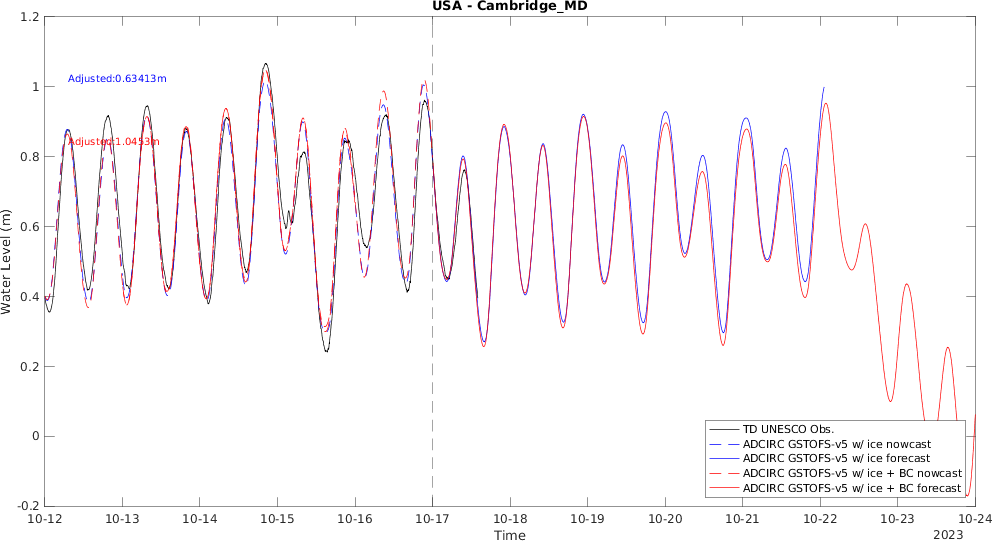 USA - Cambridge_MD
1.2
1
0.8
0.6
0.4
0.2
0
-0.2
Water Level (m)
Adjusted:0.63413m
Adjusted:1.0453m
TD UNESCO Obs.
ADCIRC GSTOFS-v5 w/ ice nowcast
ADCIRC GSTOFS-v5 w/ ice forecast
ADCIRC GSTOFS-v5 w/ ice + BC nowcast
ADCIRC GSTOFS-v5 w/ ice + BC forecast
10-12 10-13 10-14 10-15 10-16 10-17 10-18 10-19 10-20 10-21 10-22 10-23 10-24
Time
2023